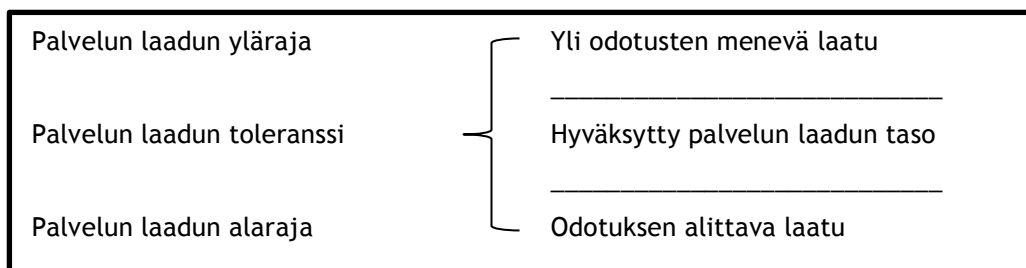 Palvelun laadun yläraja Yli odotusten menevä laatu
Palvelun laadun toleranssi Hyväksytty palvelun laadun taso
Palvelun laadun alaraja Odotuksen alittava laatu